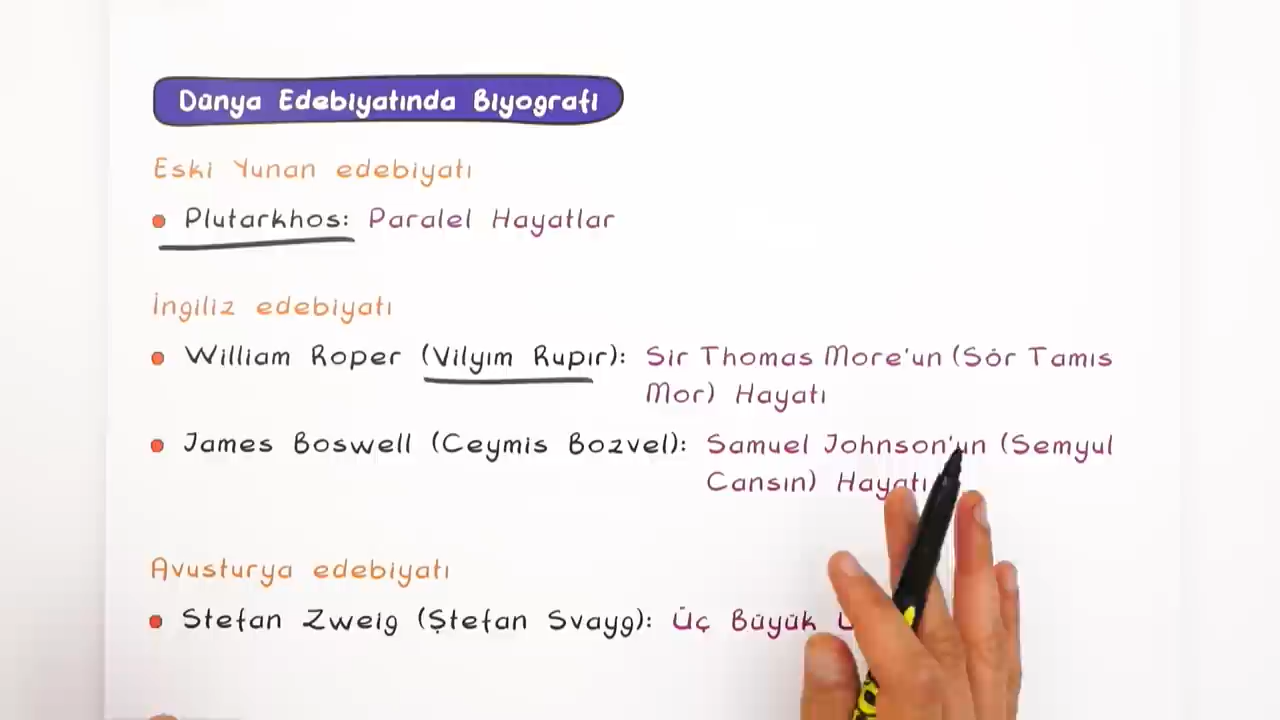 Dünya Edebiyatında Biyografi
Eski Yunan edebiyatı
Plutarkhos: Paralel Hayatlar
İngiliz edebiyatı
William Roper (Vilyım Rupır): Sir Thomas More'un (Sör Tamıs
Mor) Hayatı
James Boswell (Ceymis Bozvel): Samuel Johnson'un (Semyul
Cansın) Hayatı
Avusturya edebiyatı
Stefan Zweig (Ştefan Svayg): Üç Büyük